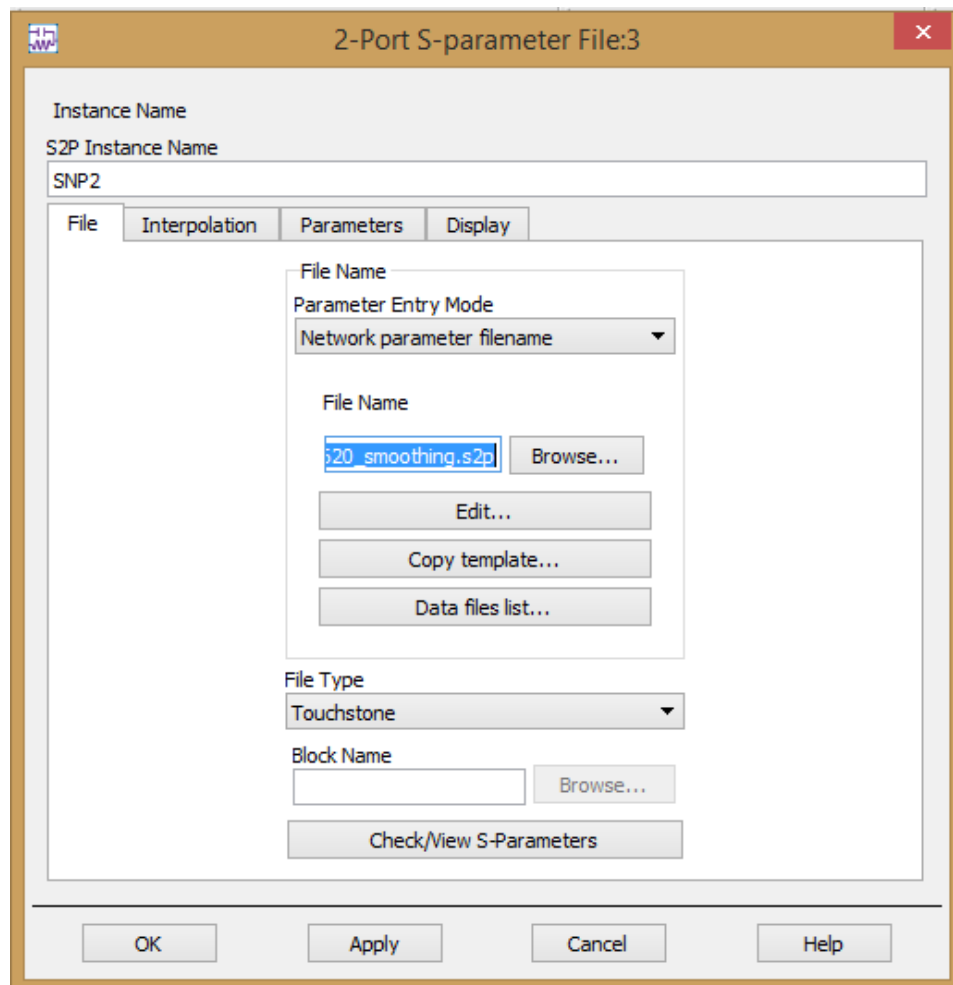 2-Port S-parameter File:3
Instance Name
S2P Instance Name
SNP2
File Interpolation Parameters Display
File Name
Parameter Entry Mode
Network parameter filename
File Name
520_smoothing.s2p Browse...
Edit...
Copy template...
Data files list...
File Type
Touchstone
Block Name
Browse...
Check/View S-Parameters
OK Apply Cancel Help